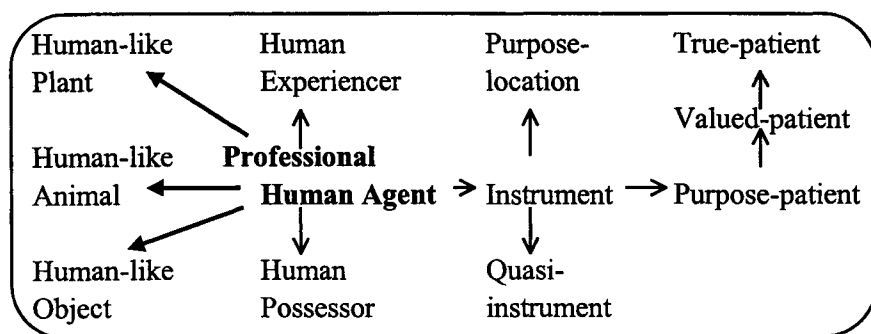 Human-like Plant
Human Experiencer
Purpose-location
True-patient
Valued-patient
Human-like Animal
Professional Human Agent
Instrument
Purpose-patient
Human-like Object
Human Possessor
Quasi-instrument